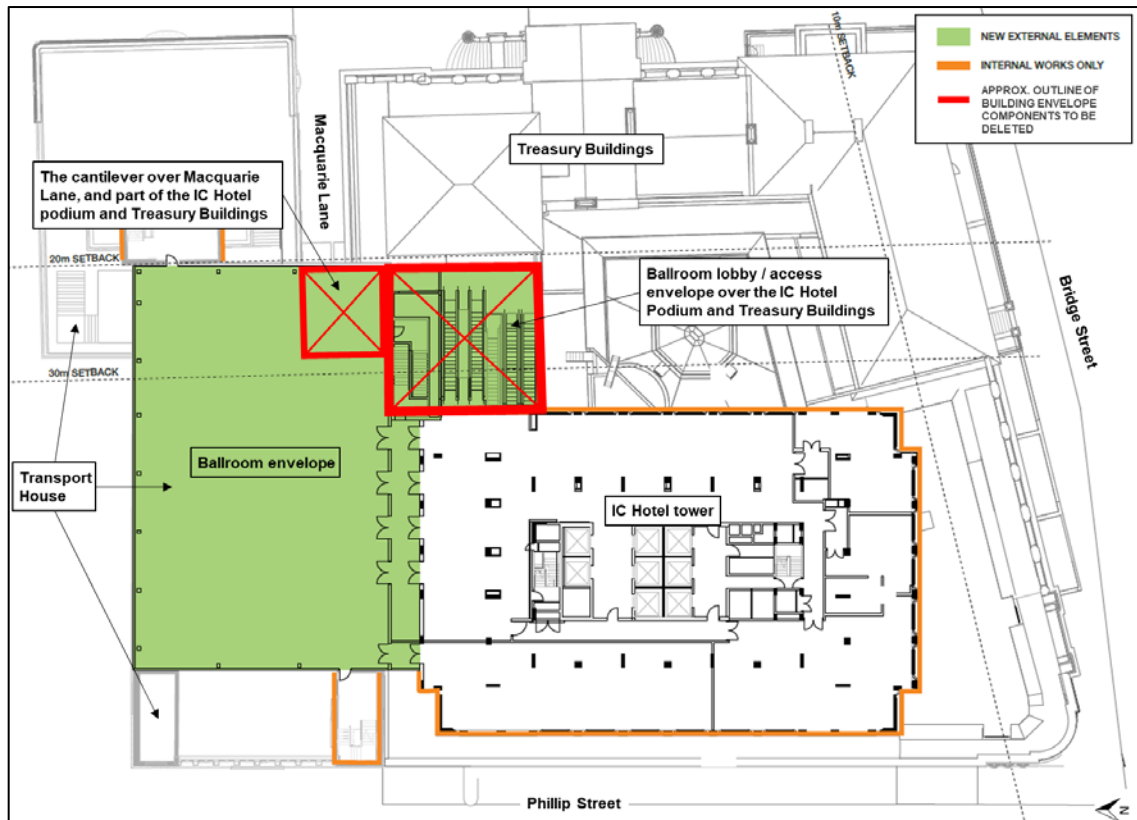 10m SETBACK
NEW EXTERNAL ELEMENTS
INTERNAL WORKS ONLY
APPROX. OUTLINE OF
BUILDING ENVELOPE
COMPONENTS TO BE
DELETED
Macquarie Lane
Treasury Buildings
The cantilever over Macquarie
Lane, and part of the IC Hotel
podium and Treasury Buildings
20m SETBACK
Ballroom lobby / access
envelope over the IC Hotel
Podium and Treasury Buildings
Bridge Street
30m SETBACK
Transport
House
Ballroom envelope
IC Hotel tower
Phillip Street
N